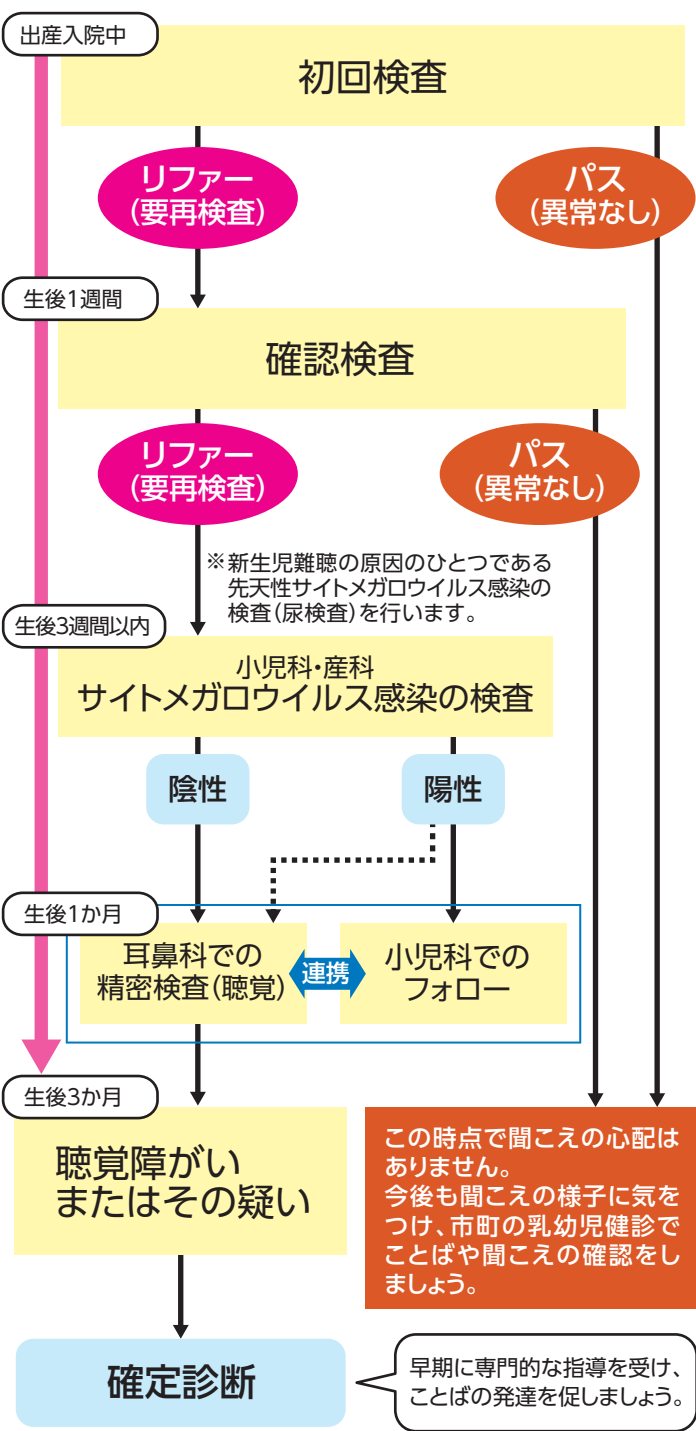 出産入院中
初回検査
リファー
(要再検査)
パス
(異常なし)
生後1週間
確認検査
リファー
(要再検査)
パス
(異常なし)
※新生児難聴の原因のひとつである
先天性サイトメガロウイルス感染の
検査(尿検査)を行います。
生後3週間以内
小児科・産科
サイトメガロウイルス感染の検査
陰性
陽性
生後1か月
耳鼻科での
精密検査(聴覚)
連携
小児科での
フォロー
生後3か月
聴覚障がい
またはその疑い
この時点で聞こえの心配は
ありません。
今後も聞こえの様子に気を
つけ、市町の乳幼児健診で
ことばや聞こえの確認をし
ましょう。
確定診断
早期に専門的な指導を受け、
ことばの発達を促しましょう。